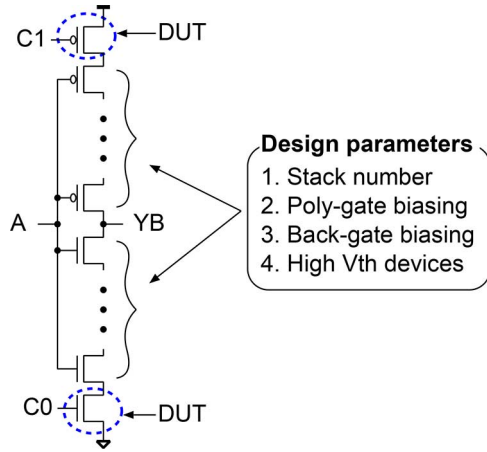 C1
DUT
A
YB
C0
DUT
Design parameters
1. Stack number
2. Poly-gate biasing
3. Back-gate biasing
4. High Vth devices